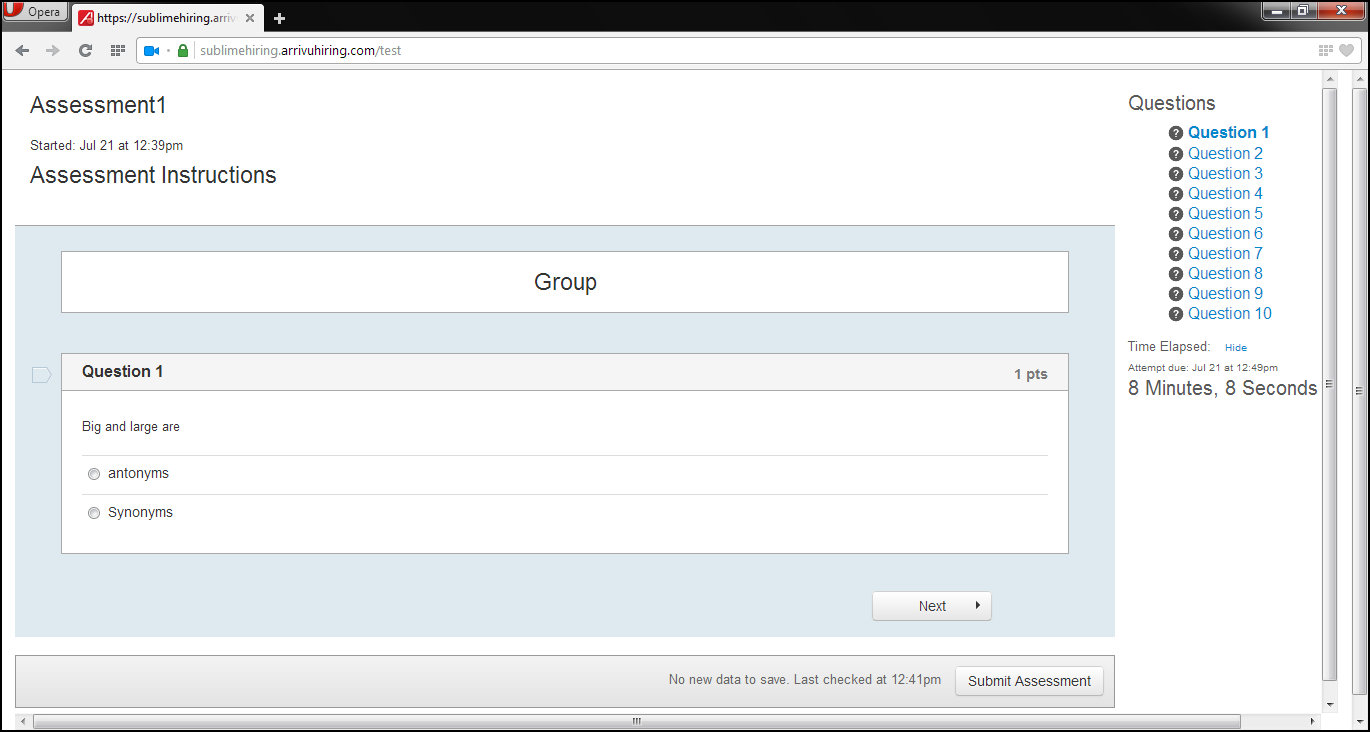 Opera
https://sublimehiring.arriv
sublimehiring.arrivuhiring.com/test
Assessment1
Started: Jul 21 at 12:39pm
Assessment Instructions
Group
Question 1
1 pts
Big and large are
antonyms
Synonyms
Next
No new data to save. Last checked at 12:41pm
Submit Assessment
Questions
Question 1
Question 2
Question 3
Question 4
Question 5
Question 6
Question 7
Question 8
Question 9
Question 10
Time Elapsed: Hide
Attempt due: Jul 21 at 12:49pm
8 Minutes, 8 Seconds